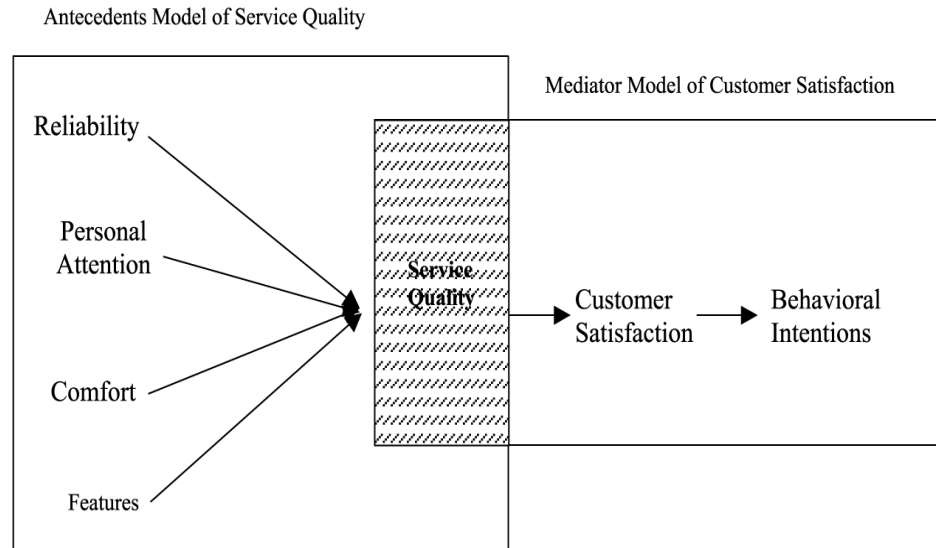 Antecedents Model of Service Quality
Mediator Model of Customer Satisfaction
Reliability
Personal
Attention
Comfort
Features
Service
Quality
Customer
Satisfaction
Behavioral
Intentions